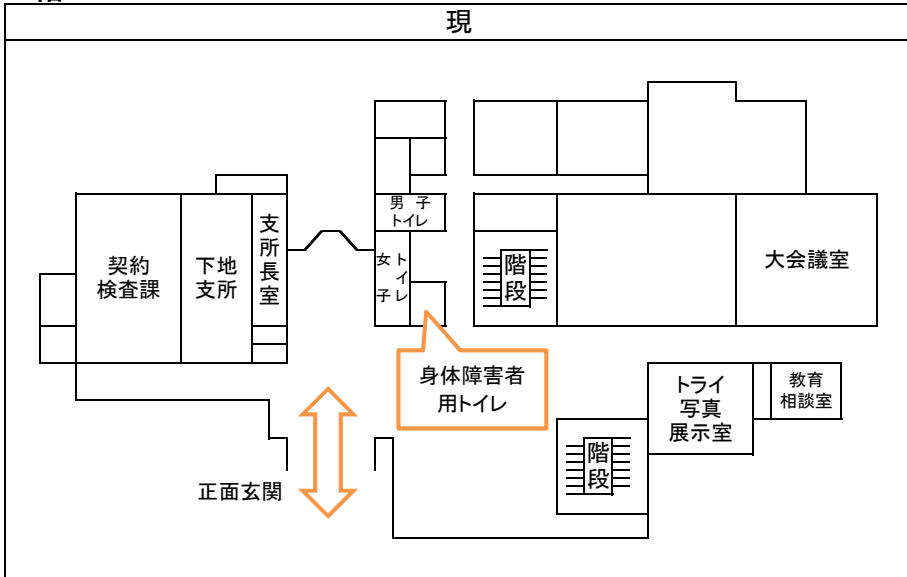 現
男 子
トイレ
支所長室
契約
検査課
下地
支所
女子
トイレ
階段
大会議室
身体障害者
用トイレ
トライ
写真
展示室
教育
相談室
階段
正面玄関